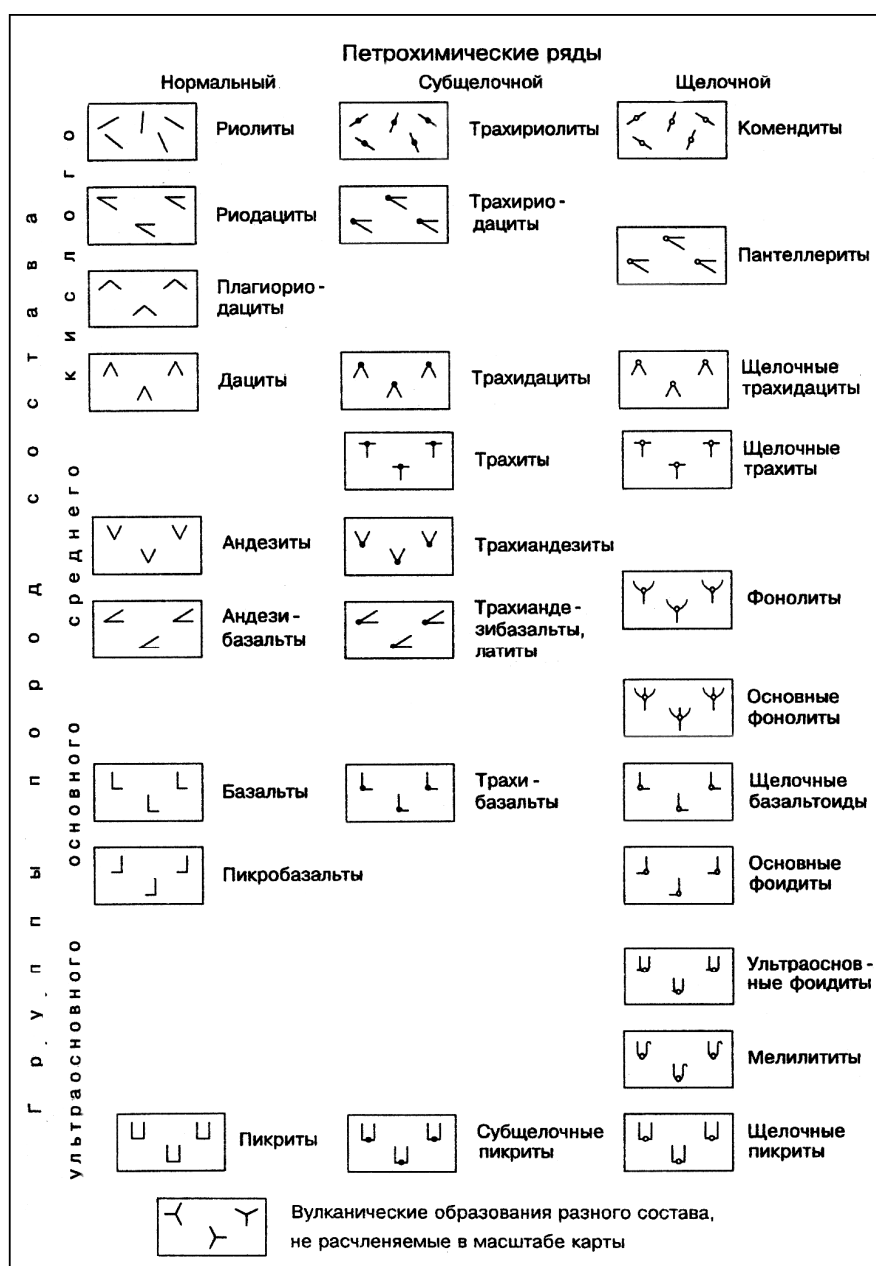 Петрохимические ряды
Нормальный Субщелочной Щелочной
Группы пород состава
кислого
среднего
основного
ультраосновного
Риолиты
Трахириолиты
Комендиты
Риодациты
Трахирио-
дациты
Пантеллериты
Плагиорио-
дациты
Дациты
Трахидациты
Щелочные
трахидациты
Трахиты
Щелочные
трахиты
Андезиты
Трахиандезиты
Фонолиты
Андези-
базальты
Трахианде-
зибазальты,
латиты
Основные
фонолиты
Базальты
Трахи-
базальты
Щелочные
базальтоиды
Пикробазальты
Основные
фоидиты
Ультраоснов-
ные фоидиты
Мелилититы
Пикриты
Субщелочные
пикриты
Щелочные
пикриты
Вулканические образования разного состава,
не расчленяемые в масштабе карты